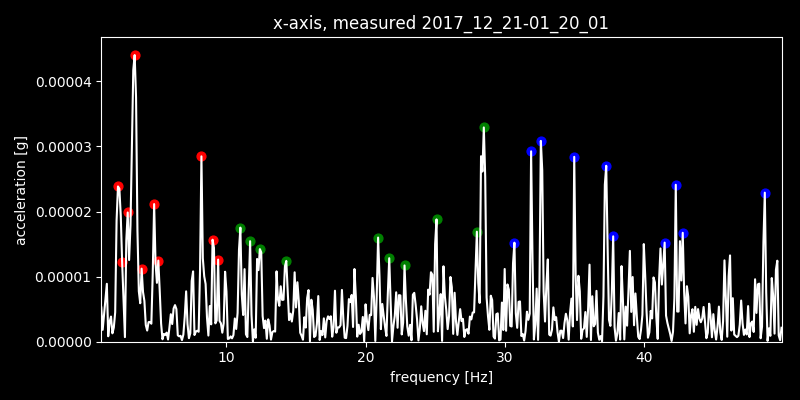 x-axis, measured 2017_12_21-01_20_01
acceleration [g]
0.00004
0.00003
0.00002
0.00001
0.00000
10 20 30 40
frequency [Hz]